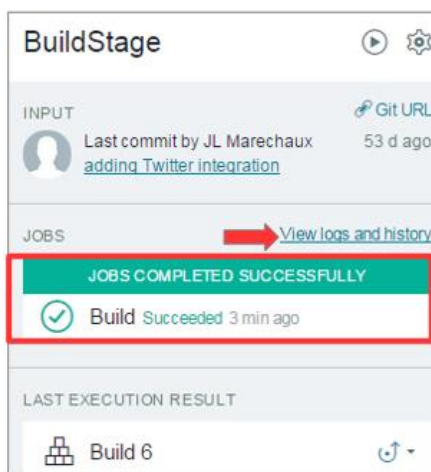 BuildStage
INPUT
Git URL
Last commit by JL Marechaux
53 d ago
adding Twitter integration
JOBS
View logs and history
JOBS COMPLETED SUCCESSFULLY
Build Succeeded 3 min ago
LAST EXECUTION RESULT
Build 6